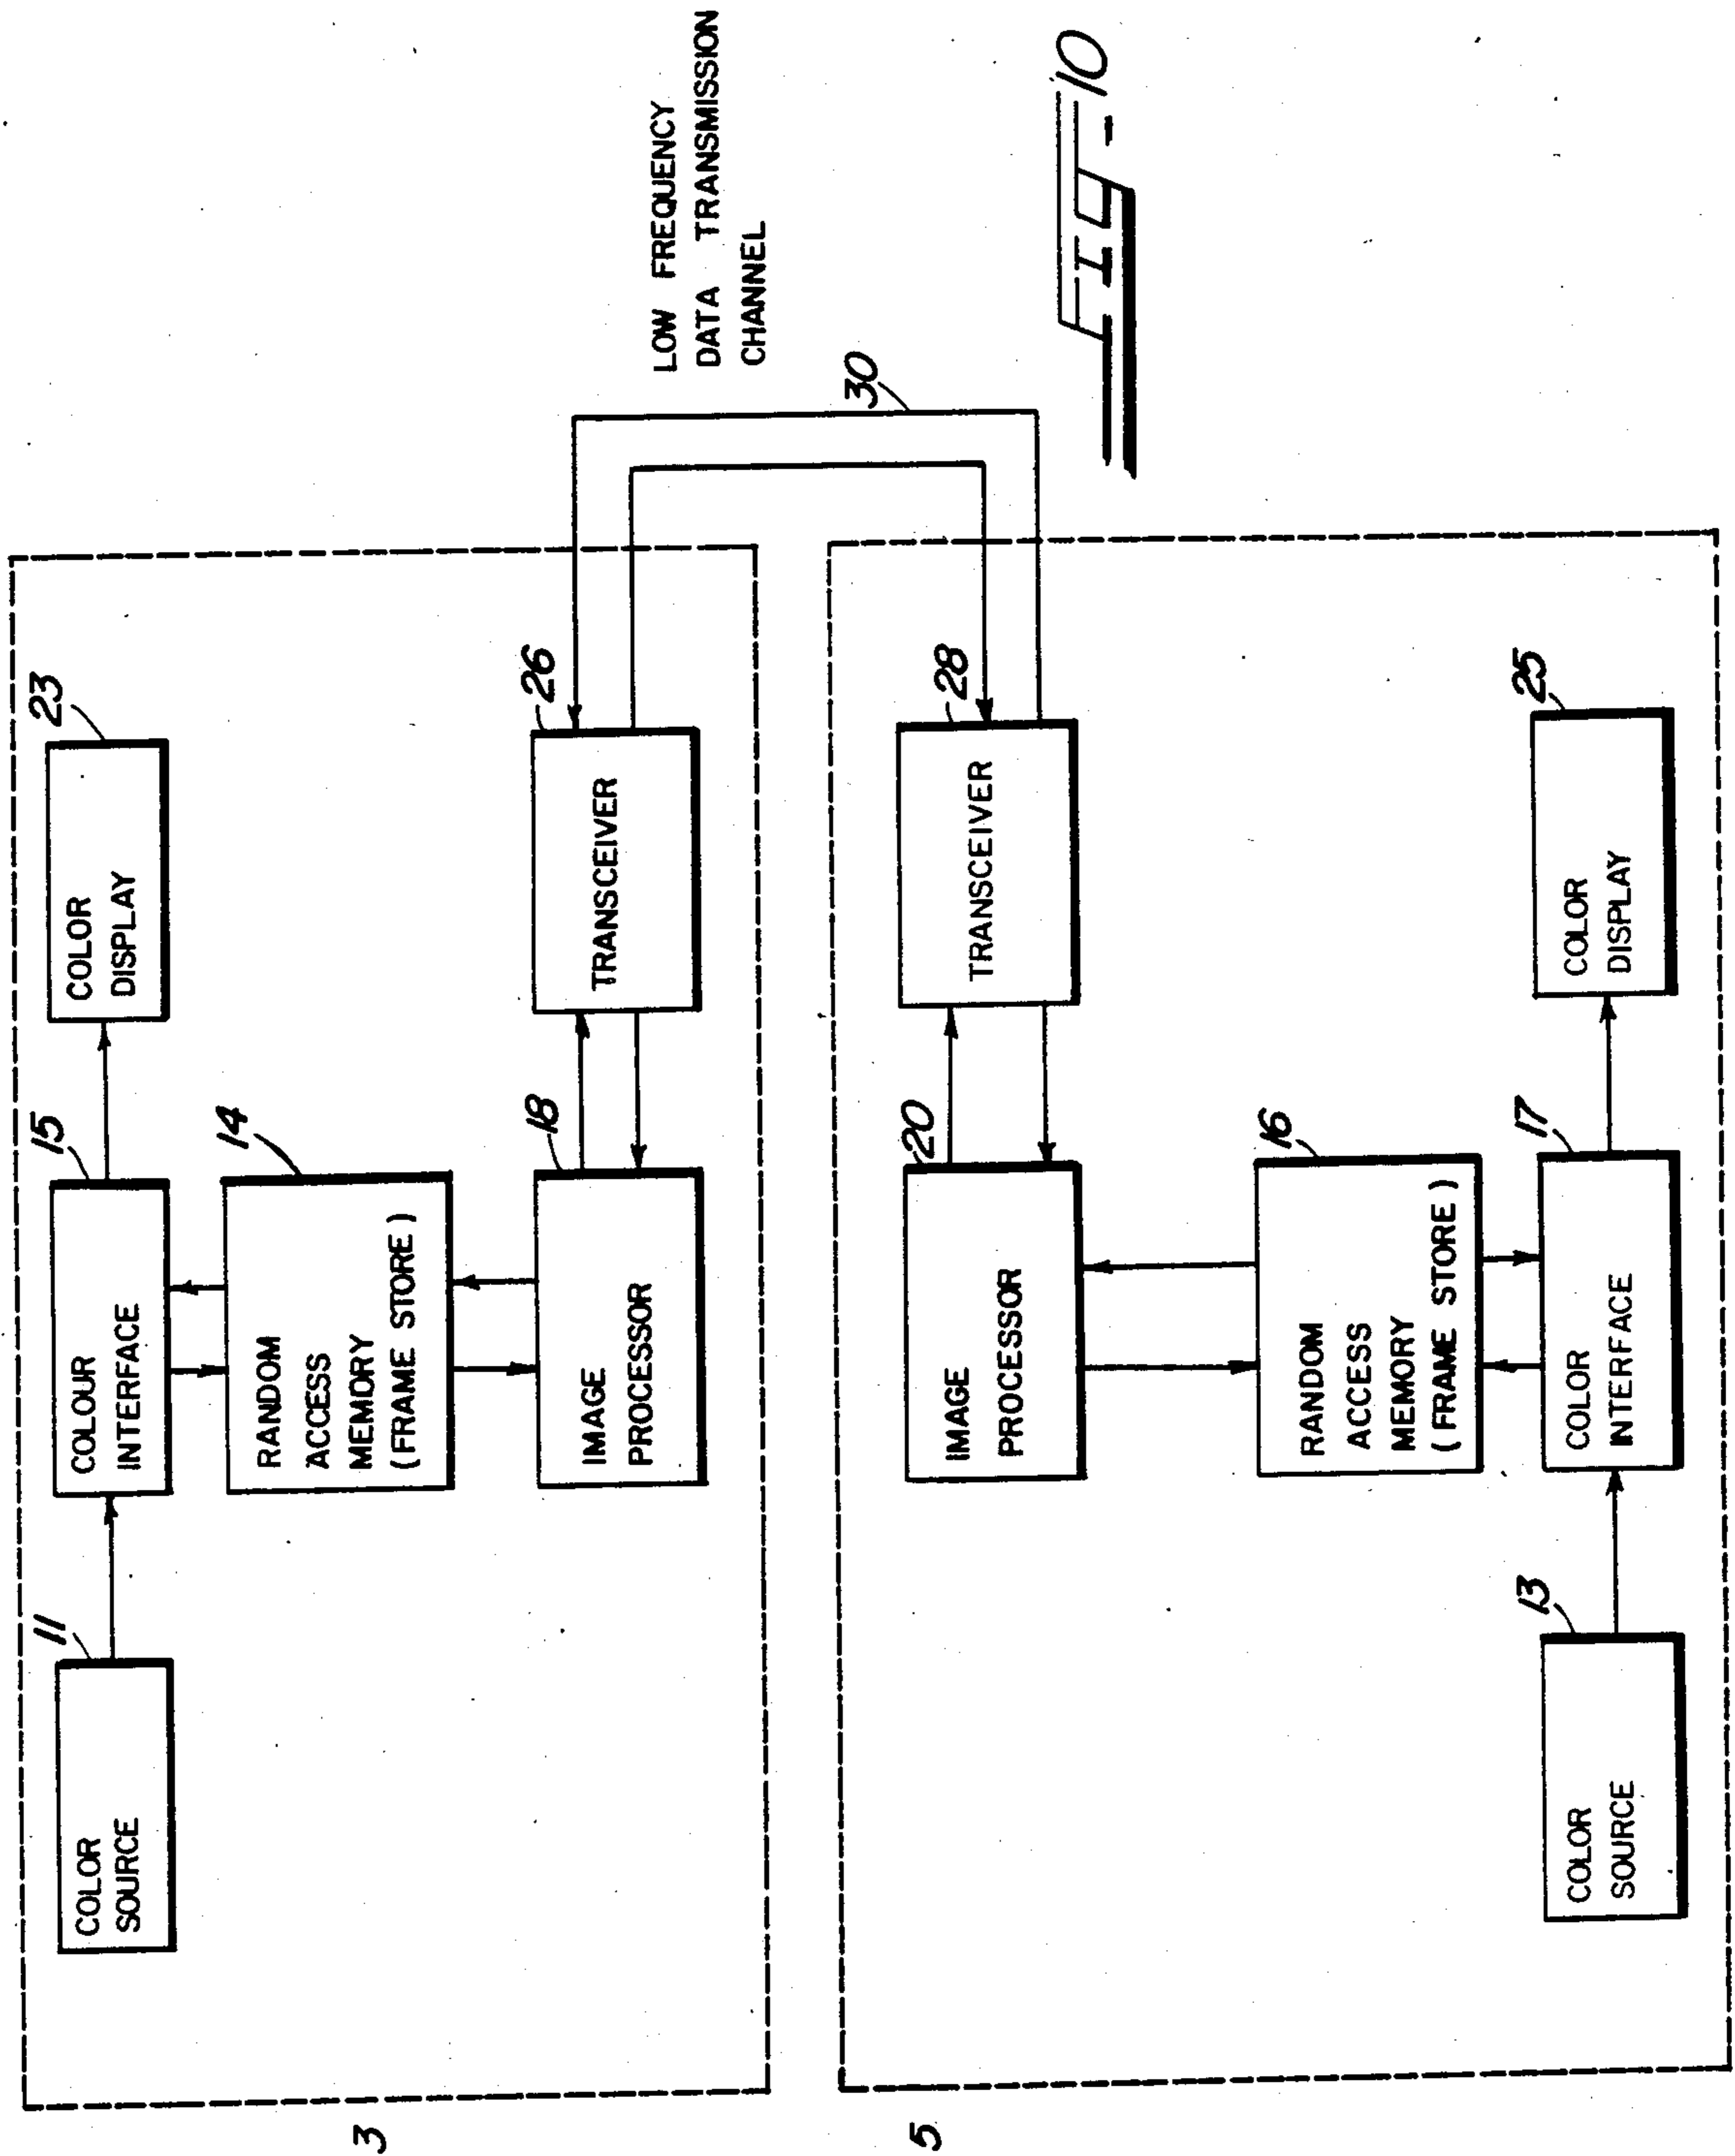 3
11
COLOR
SOURCE
15
COLOUR
INTERFACE
23
COLOR
DISPLAY
14
RANDOM
ACCESS
MEMORY
(FRAME STORE)
18
IMAGE
PROCESSOR
26
TRANSCEIVER
LOW FREQUENCY
DATA TRANSMISSION
CHANNEL
30
5
20
IMAGE
PROCESSOR
28
TRANSCEIVER
16
RANDOM
ACCESS
MEMORY
(FRAME STORE)
13
COLOR
SOURCE
17
COLOR
INTERFACE
25
COLOR
DISPLAY
FIG-10